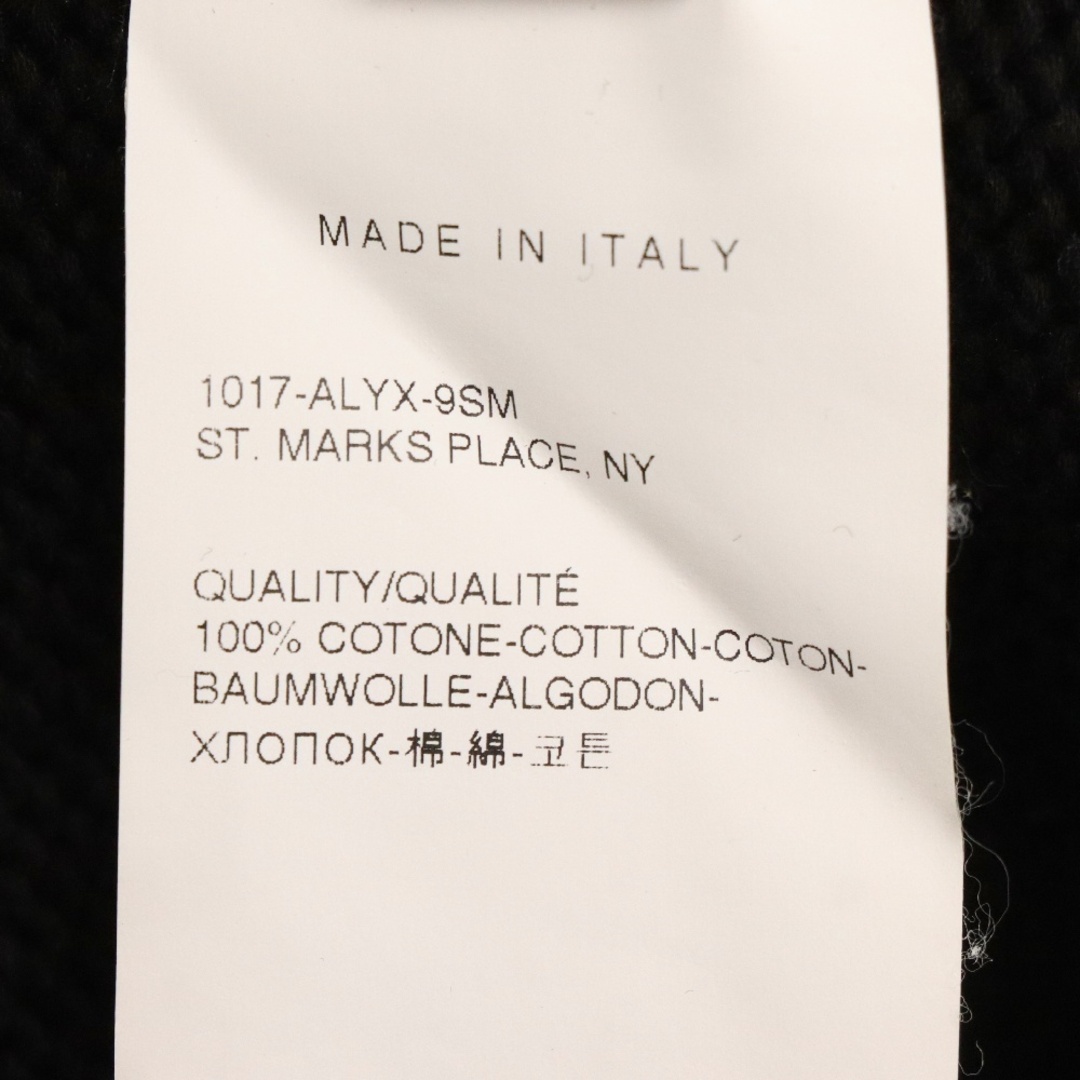 MADE IN ITALY
1017-ALYX-9SM
ST. MARKS PLACE, NY
QUALITY/QUALITÉ
100% COTONE-COTTON-COTON-
BAUMWOLLE-ALGODON-
ХЛОПОК-棉-綿-코튼